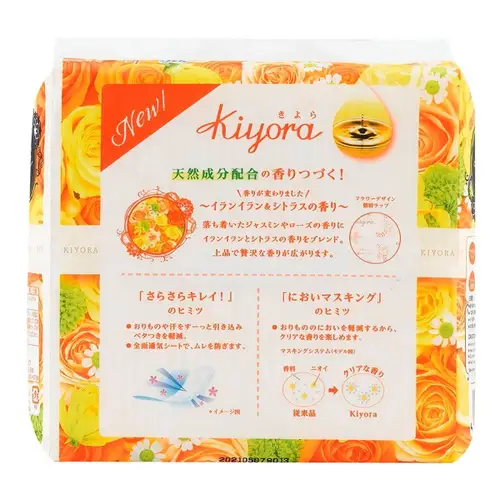 New!
きよら
Kiyora
天然成分配合の香りつづく！
＼香りが変わりました／
〜イランイラン&シトラスの香り〜
落ち着いたジャスミンやローズの香りに
イランイランとシトラスの香りをブレンド。
上品で贅沢な香りが広がります。
フラワーデザイン
個別ラップ
KIYORA
KIYORA
「さらさらキレイ！」
のヒミツ
●おりものや汗をすーっと引き込み
ベタつきを軽減。
●全面通気シートで、ムレを防ぎます。
*イメージ図
「においマスキング」
のヒミツ
●おりもののにおいを軽減するから、
クリアな香りを楽しめます。
マスキングシステム(モデル図)
香料 ニオイ
クリアな香り
従来品
Kiyora